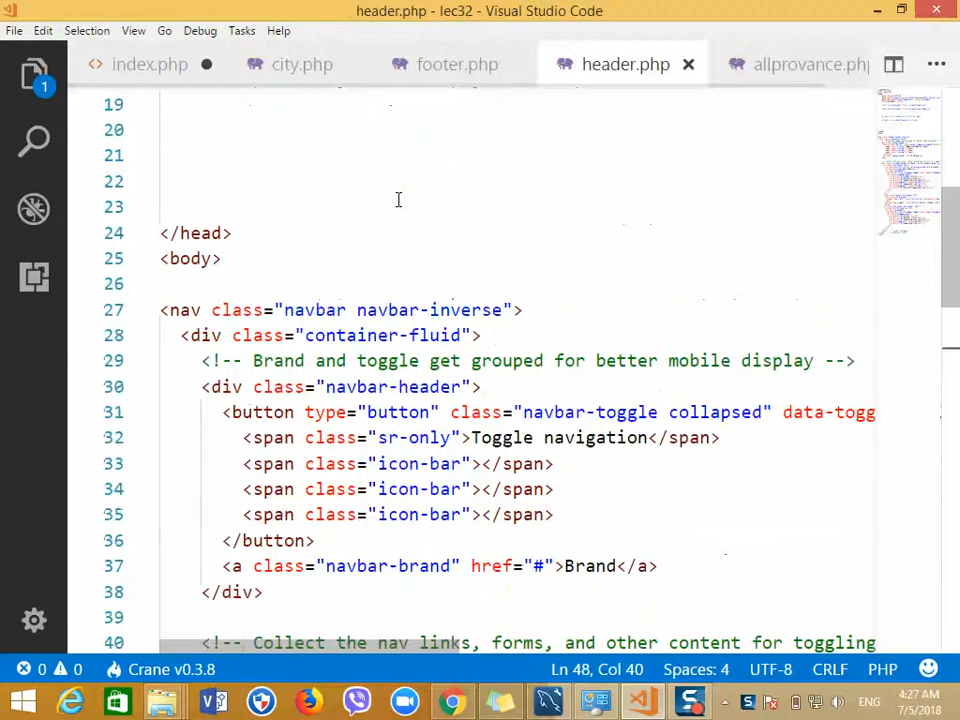 header.php - lec32 - Visual Studio Code
File Edit Selection View Go Debug Tasks Help
index.php city.php footer.php header.php allprovance.php
1
19
20
21
22
23
24 </head>
25 <body>
26
27 <nav class="navbar navbar-inverse">
28 <div class="container-fluid">
29 <!-- Brand and toggle get grouped for better mobile display -->
30 <div class="navbar-header">
31 <button type="button" class="navbar-toggle collapsed" data-togg
32 <span class="sr-only">Toggle navigation</span>
33 <span class="icon-bar"></span>
34 <span class="icon-bar"></span>
35 <span class="icon-bar"></span>
36 </button>
37 <a class="navbar-brand" href="#">Brand</a>
38 </div>
39
40 <!-- Collect the nav links, forms, and other content for toggling
0 0 Crane v0.3.8 Ln 48, Col 40 Spaces: 4 UTF-8 CRLF PHP
ENG 4:27 AM
7/5/2018